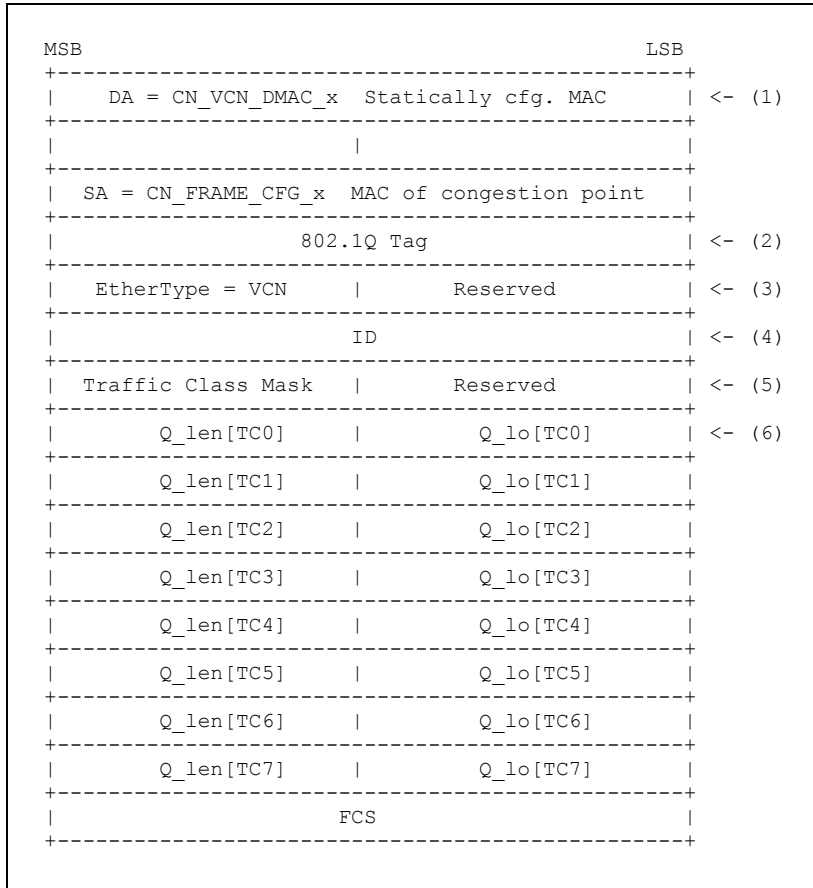 MSB LSB
+-------------------------------------------------+
| DA = CN_VCN_DMAC_x Statically cfg. MAC | <- (1)
+-------------------------------------------------+
| | |
+-------------------------------------------------+
| SA = CN_FRAME_CFG_x MAC of congestion point |
+-------------------------------------------------+
| 802.1Q Tag | <- (2)
+-------------------------------------------------+
| EtherType = VCN | Reserved | <- (3)
+-------------------------------------------------+
| ID | <- (4)
+-------------------------------------------------+
| Traffic Class Mask | Reserved | <- (5)
+-------------------------------------------------+
| Q_len[TC0] | Q_lo[TC0] | <- (6)
+-------------------------------------------------+
| Q_len[TC1] | Q_lo[TC1] |
+-------------------------------------------------+
| Q_len[TC2] | Q_lo[TC2] |
+-------------------------------------------------+
| Q_len[TC3] | Q_lo[TC3] |
+-------------------------------------------------+
| Q_len[TC4] | Q_lo[TC4] |
+-------------------------------------------------+
| Q_len[TC5] | Q_lo[TC5] |
+-------------------------------------------------+
| Q_len[TC6] | Q_lo[TC6] |
+-------------------------------------------------+
| Q_len[TC7] | Q_lo[TC7] |
+-------------------------------------------------+
| FCS |
+-------------------------------------------------+